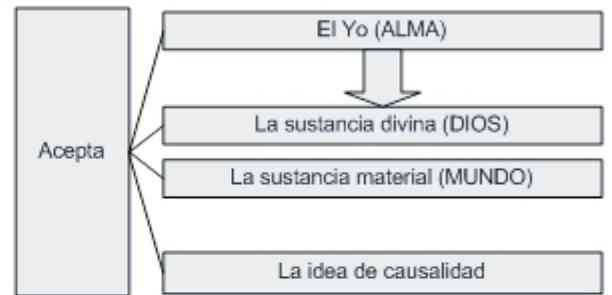 El Yo (ALMA)
La sustancia divina (DIOS)
Acepta
La sustancia material (MUNDO)
La idea de causalidad